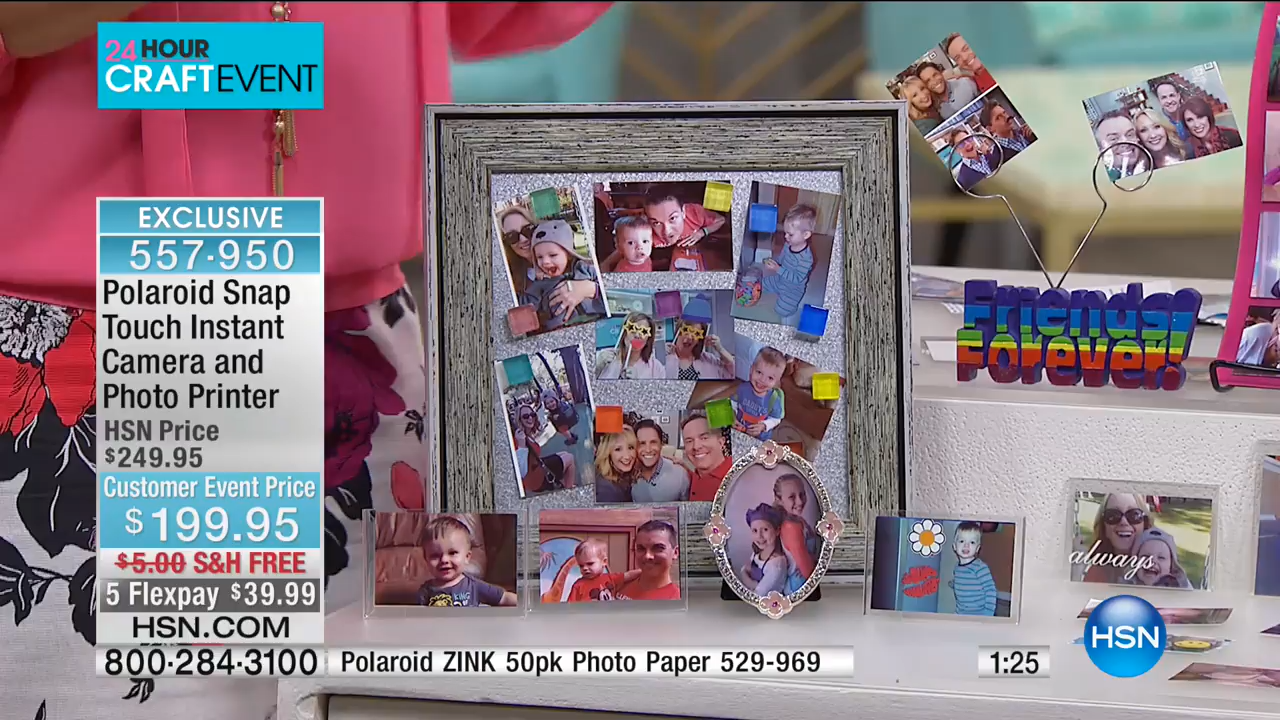 24 HOUR
CRAFT EVENT
EXCLUSIVE
557-950
Polaroid Snap
Touch Instant
Camera and
Photo Printer
HSN Price
$249.95
Customer Event Price
$199.95
$5.00 S&H FREE
5 Flexpay $39.99
HSN.COM
800-284-3100
Polaroid ZINK 50pk Photo Paper 529-969
1:25
HSN
Friends
Forever!
always